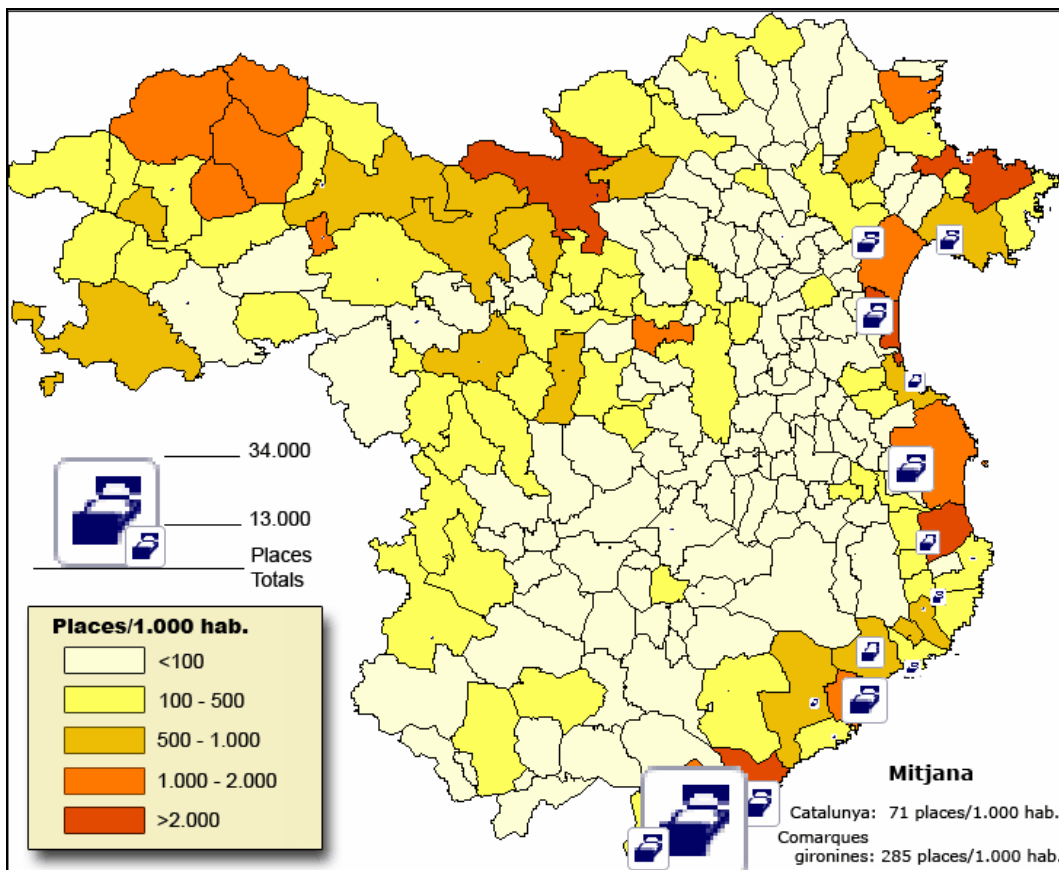 34.000
13.000
Places
Totals
Places/1.000 hab.
<100
100 - 500
500 - 1.000
1.000 - 2.000
>2.000
Mitjana
Catalunya: 71 places/1.000 hab.
Comarques
gironines: 285 places/1.000 hab.